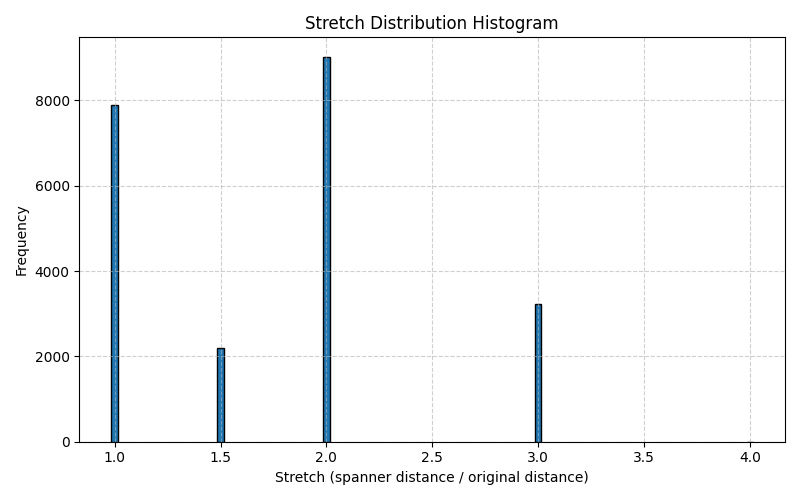 Stretch Distribution Histogram
Frequency
8000
6000
4000
2000
0
1.0 1.5 2.0 2.5 3.0 3.5 4.0
Stretch (spanner distance / original distance)